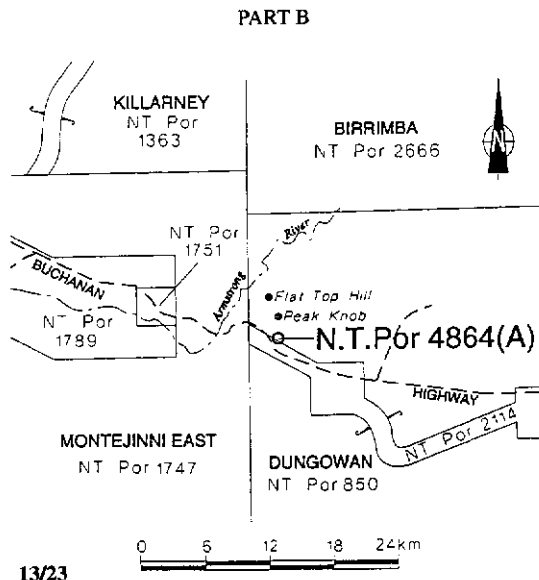 PART B
KILLARNEY
NT Por
1363
BIRRIMBA
NT Por 2666
N
NT Por
1751
River
Armstrong
BUCHANAN
Flat Top Hill
Peak Knob
NT Por
1789
N.T.Por 4864(A)
HIGHWAY
MONTEJINNI EAST
NT Por 1747
DUNGOWAN
NT Por 850
NT Por 2114
0 6 12 18 24km
13/23